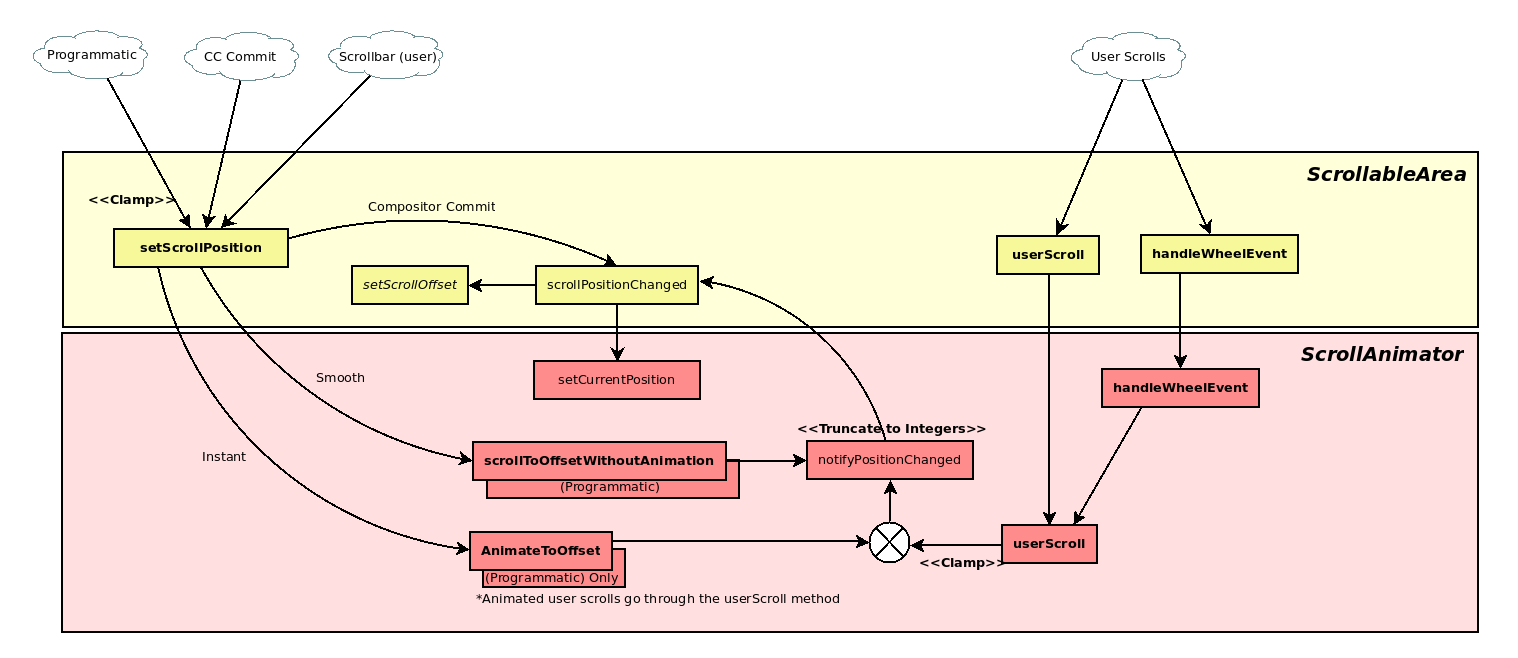 Programmatic
CC Commit
Scrollbar (user)
User Scrolls
ScrollableArea
<<Clamp>>
Compositor Commit
setScrollPosition
userScroll
handleWheelEvent
setScrollOffset
scrollPositionChanged
ScrollAnimator
Smooth
setCurrentPosition
handleWheelEvent
<<Truncate to Integers>>
Instant
scrollToOffsetWithoutAnimation
notifyPositionChanged
(Programmatic)
AnimateToOffset
userScroll
<<Clamp>>
(Programmatic) Only
*Animated user scrolls go through the userScroll method